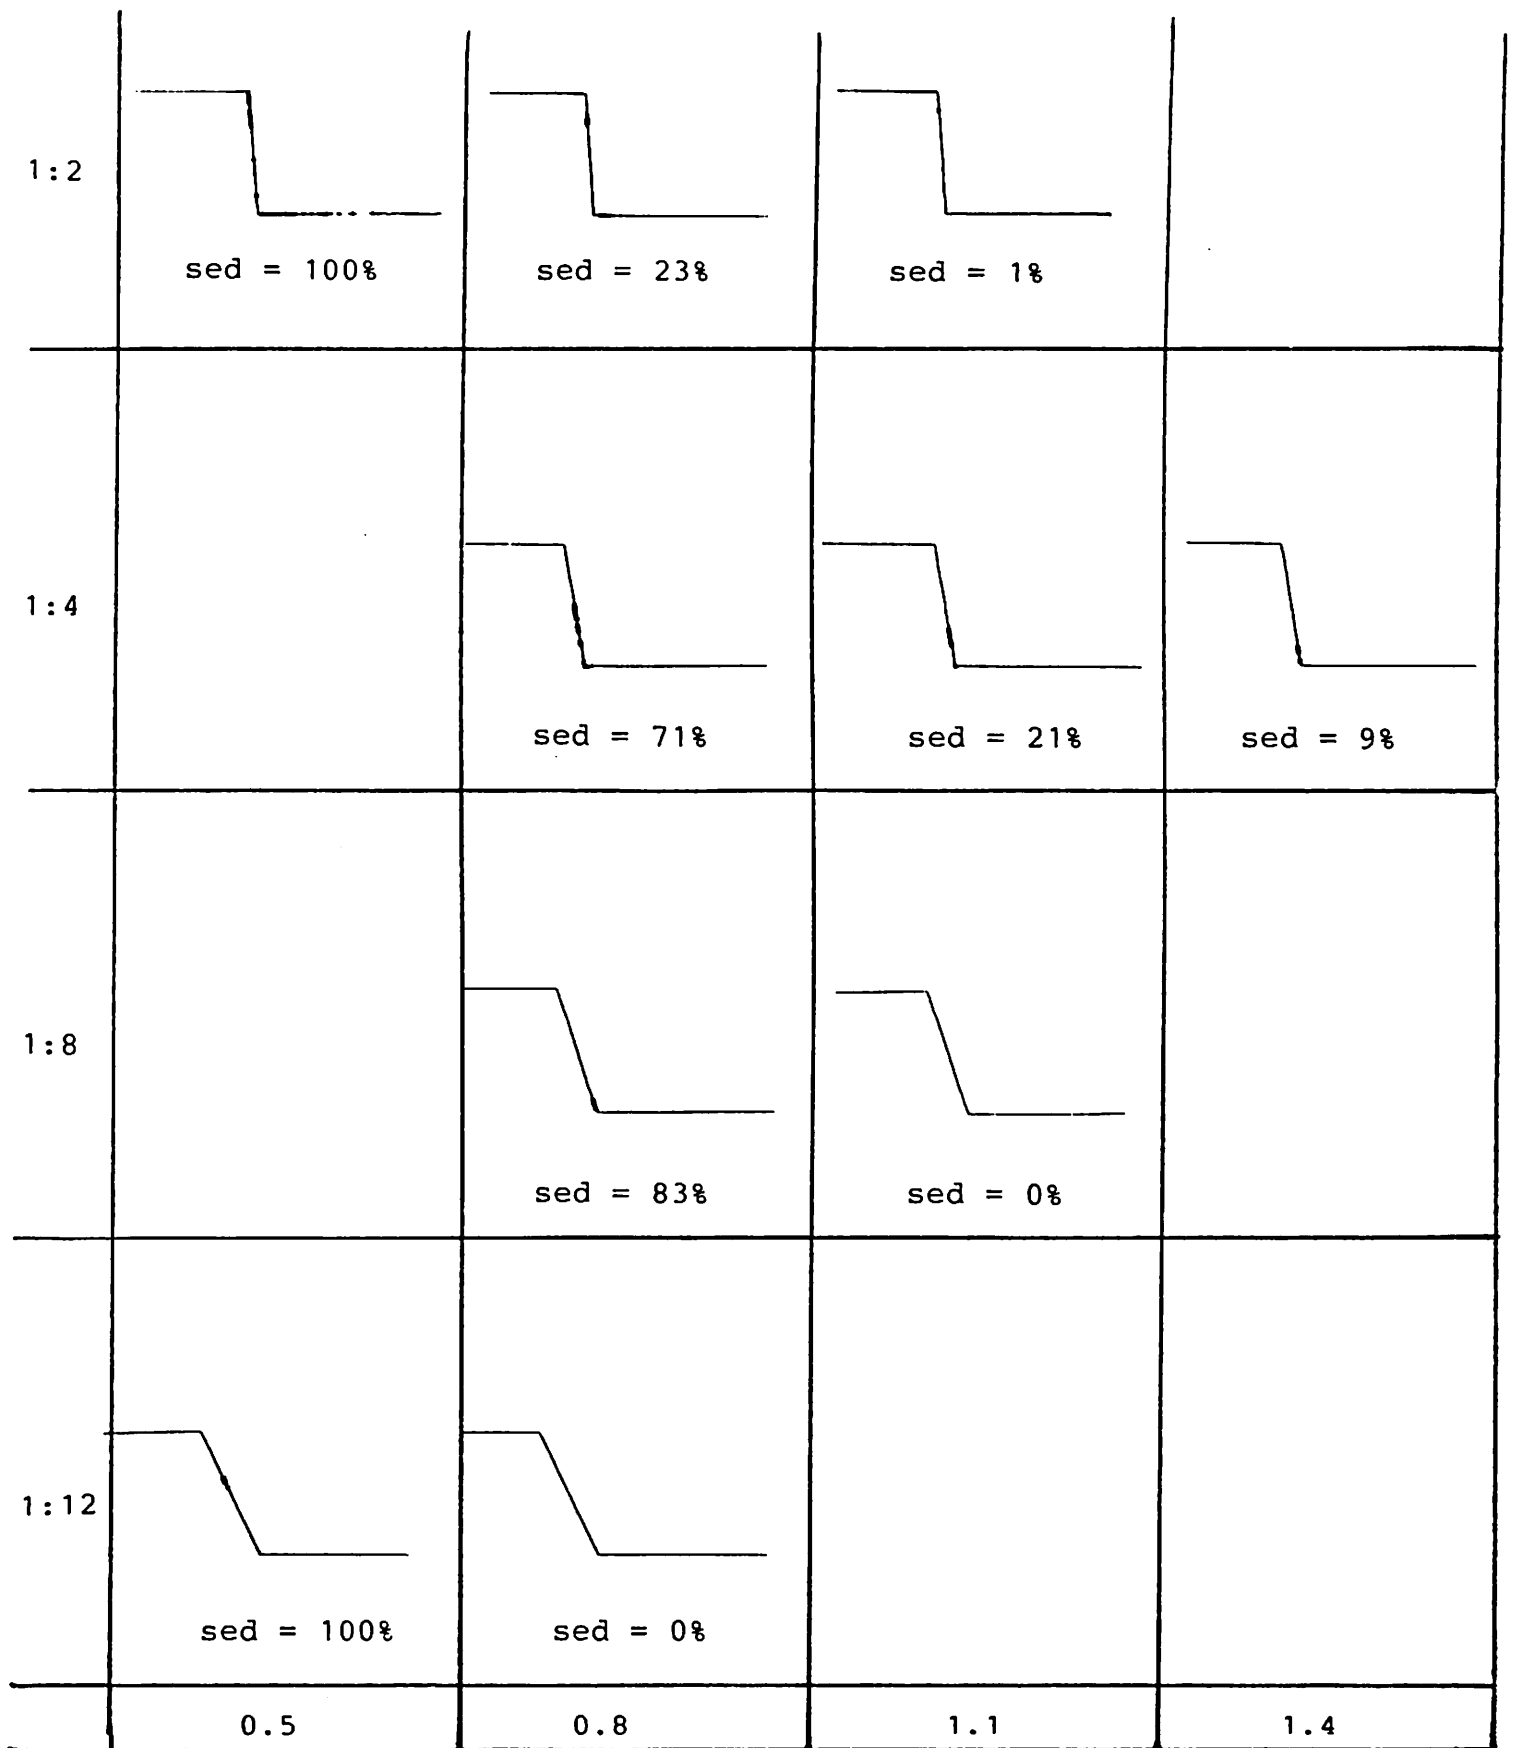 1:2
sed = 100% sed = 23% sed = 1%
1:4
sed = 71% sed = 21% sed = 9%
1:8
sed = 83% sed = 0%
1:12
sed = 100% sed = 0%
0.5 0.8 1.1 1.4